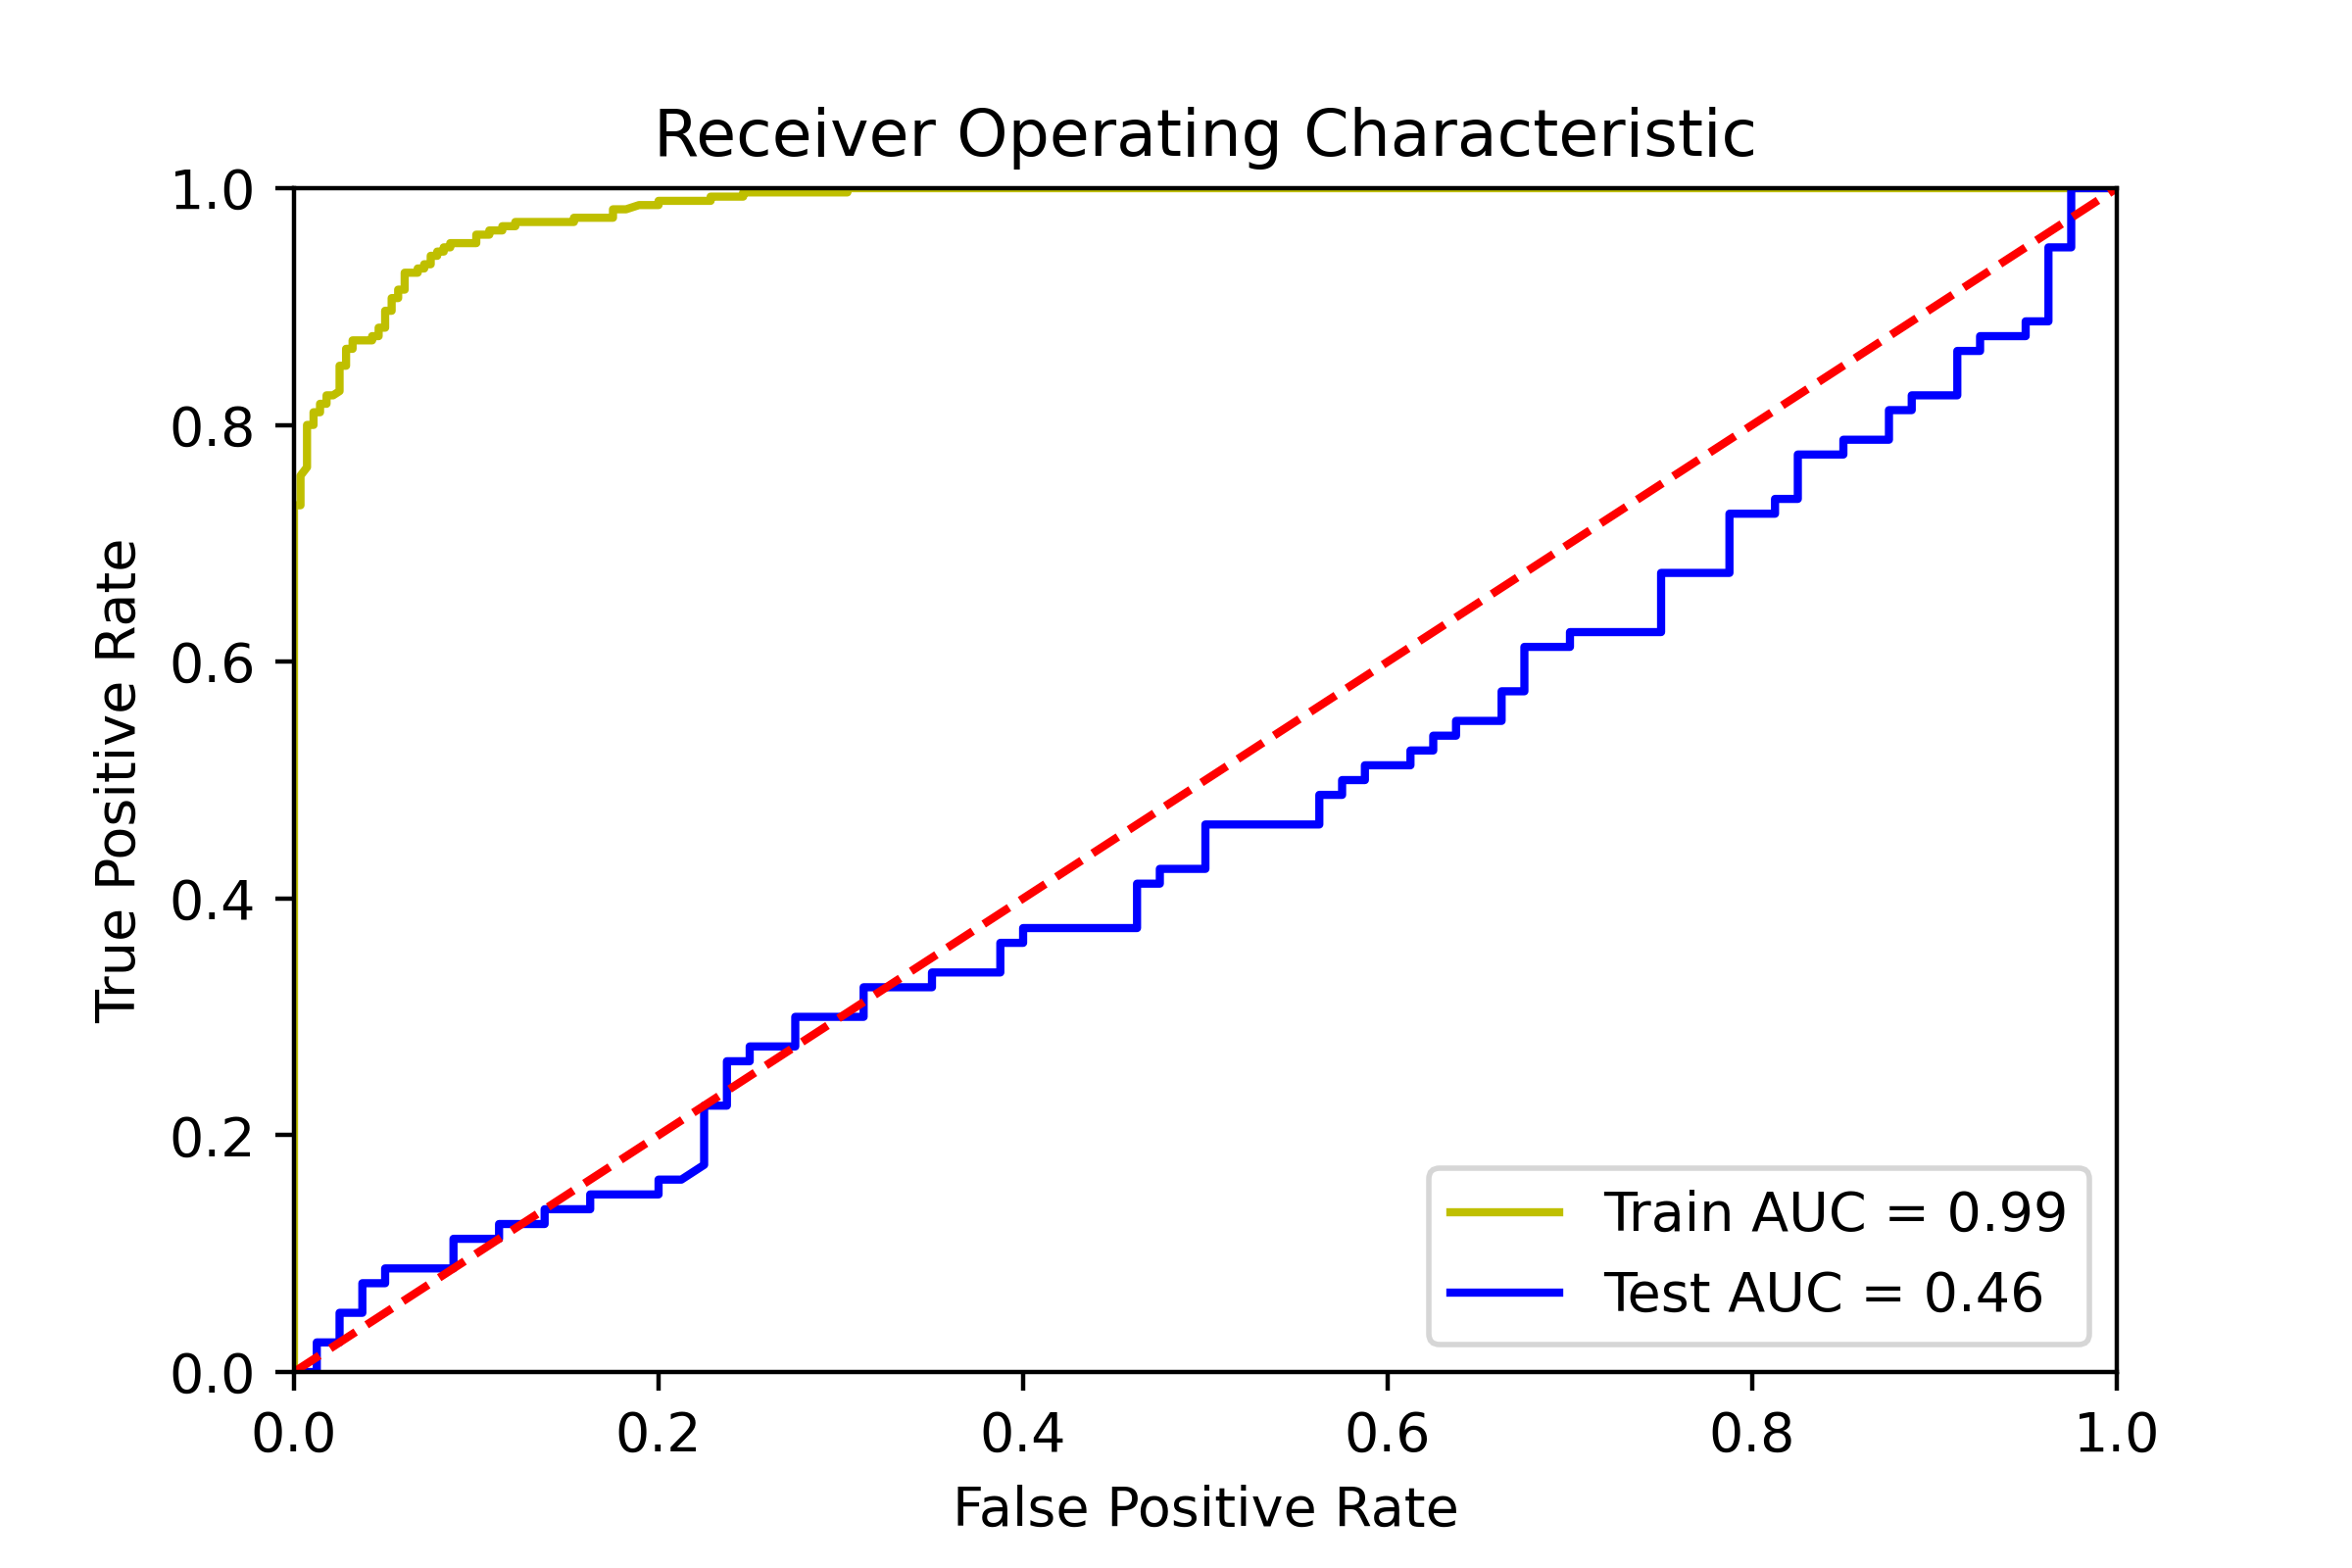 Receiver Operating Characteristic
1.0
0.8
0.6
0.4
0.2
0.0
True Positive Rate
Train AUC = 0.99
Test AUC = 0.46
0.0 0.2 0.4 0.6 0.8 1.0
False Positive Rate